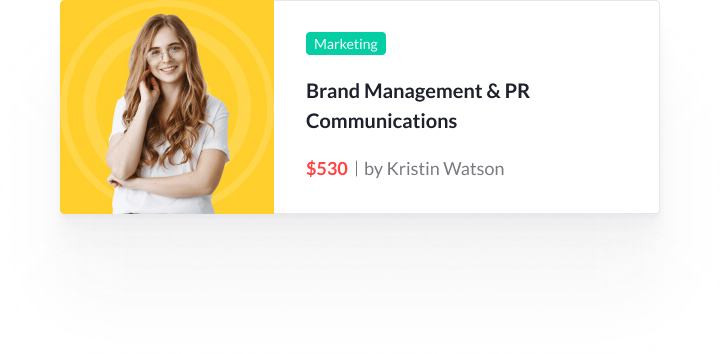 Marketing
Brand Management & PR
Communications
$530 | by Kristin Watson